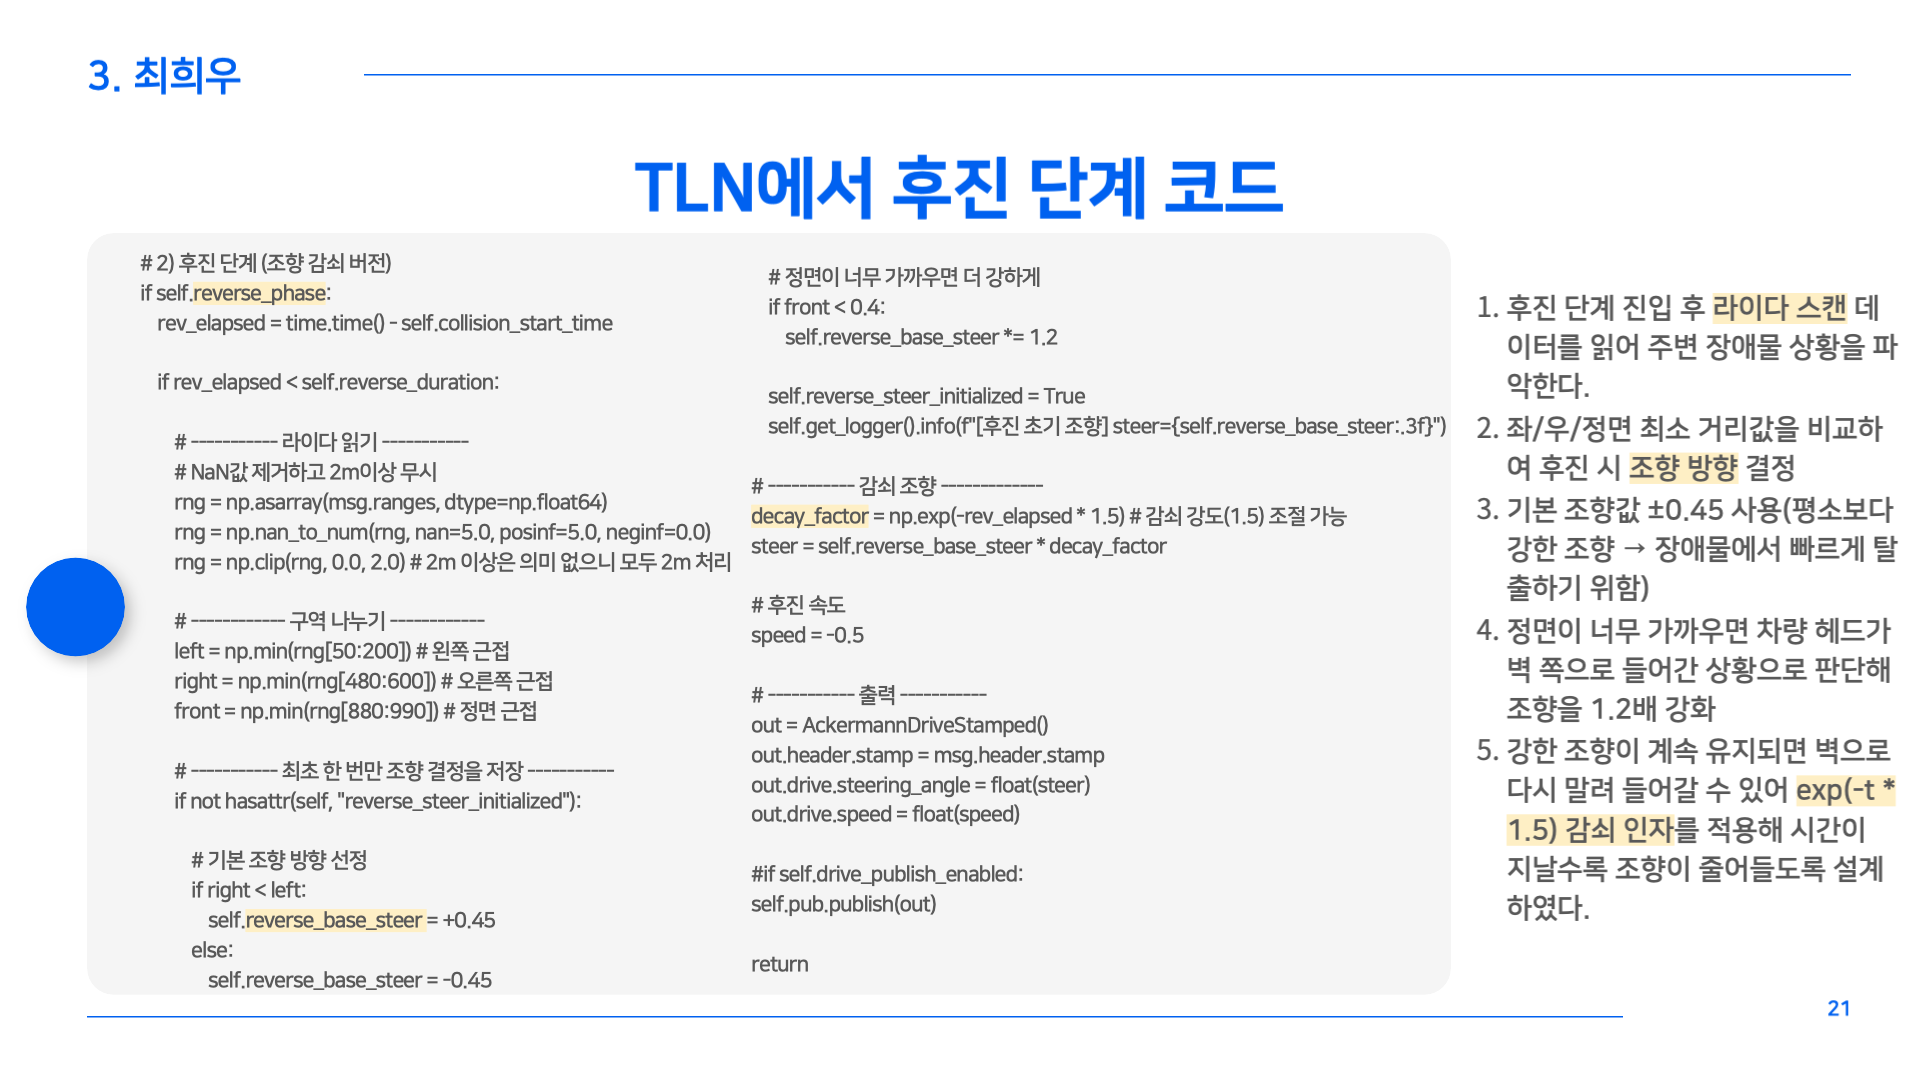 3. 최희우
TLN에서 후진 단계 코드
# 2) 후진 단계 (조향 감쇠 버전)
if self.reverse_phase:
rev_elapsed = time.time() - self.collision_start_time
if rev_elapsed < self.reverse_duration:
# ----------- 라이다 읽기 -----------
# NaN값 제거하고 2m이상 무시
rng = np.asarray(msg.ranges, dtype=np.float64)
rng = np.nan_to_num(rng, nan=5.0, posinf=5.0, neginf=0.0)
rng = np.clip(rng, 0.0, 2.0) # 2m 이상은 의미 없으니 모두 2m 처리
# ------------ 구역 나누기 ------------
left = np.min(rng[50:200]) # 왼쪽 근접
right = np.min(rng[480:600]) # 오른쪽 근접
front = np.min(rng[880:990]) # 정면 근접
# ----------- 최초 한 번만 조향 결정을 저장 -----------
if not hasattr(self, "reverse_steer_initialized"):
# 기본 조향 방향 선정
if right < left:
self.reverse_base_steer = +0.45
else:
self.reverse_base_steer = -0.45
# 정면이 너무 가까우면 더 강하게
if front < 0.4:
self.reverse_base_steer *= 1.2
self.reverse_steer_initialized = True
self.get_logger().info(f"[후진 초기 조향] steer={self.reverse_base_steer:.3f}")
# ----------- 감쇠 조향 -------------
decay_factor = np.exp(-rev_elapsed * 1.5) # 감쇠 강도(1.5) 조절 가능
steer = self.reverse_base_steer * decay_factor
# 후진 속도
speed = -0.5
# ----------- 출력 -----------
out = AckermannDriveStamped()
out.header.stamp = msg.header.stamp
out.drive.steering_angle = float(steer)
out.drive.speed = float(speed)
#if self.drive_publish_enabled:
self.pub.publish(out)
return
1. 후진 단계 진입 후 라이다 스캔 데
이터를 읽어 주변 장애물 상황을 파
악한다.
2. 좌/우/정면 최소 거리값을 비교하
여 후진 시 조향 방향 결정
3. 기본 조향값 ±0.45 사용(평소보다
강한 조향 → 장애물에서 빠르게 탈
출하기 위함)
4. 정면이 너무 가까우면 차량 헤드가
벽 쪽으로 들어간 상황으로 판단해
조향을 1.2배 강화
5. 강한 조향이 계속 유지되면 벽으로
다시 말려 들어갈 수 있어 exp(-t *
1.5) 감쇠 인자를 적용해 시간이
지날수록 조향이 줄어들도록 설계
하였다.
21